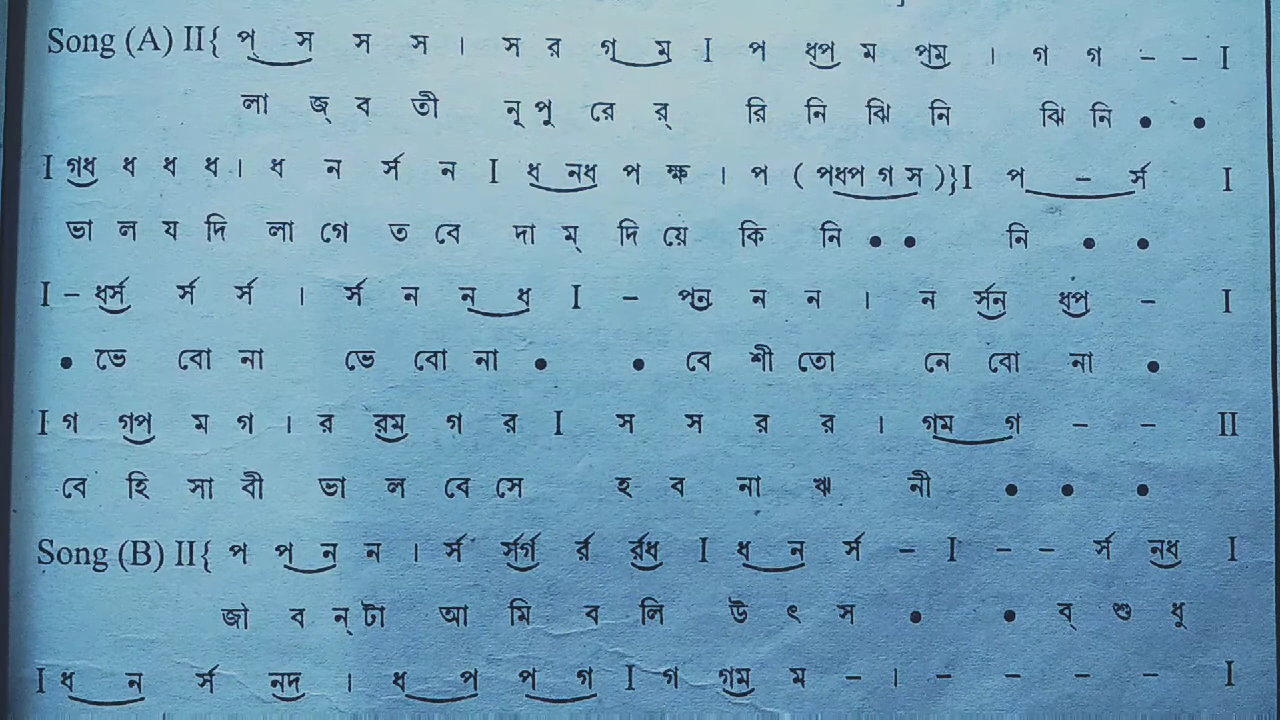 Song (A) II{ প্ স স স । স র গ ম I প ধপ ম পম । গ গ – – I
লা জ্ ব তী নূ পু রে র্ রি নি ঝি নি ঝি নি ● ●
I গধ ধ ধ ধ । ধ ন র্স ন I ধ নধ প ক্ষ । প ( পধপ গ স )}I প – র্স I
ভা ল য দি লা গে ত বে দা ম্ দি য়ে কি নি ● ● নি ● ●
I – ধর্স র্স র্স । র্স ন ন ধ I – পন ন ন । ন র্সন ধপ – I
● ভে বো না ভে বো না ● ● বে শী তো নে বো না ●
I গ গপ ম গ । র রম গ র I স স র র । গম গ – – II
বে হি সা বী ভা ল বে সে হ ব না ঋ নী ● ● ●
Song (B) II{ প প ন ন । র্স র্সর্গ র্র র্রধ I ধ ন র্স – I – – র্স নধ I
জী ব ন্ টা আ মি ব লি উ ৎ স ● ● ব্ শু ধূ
I ধ ন র্স নদ । ধ প প গ I গ গম ম – । – – – – I